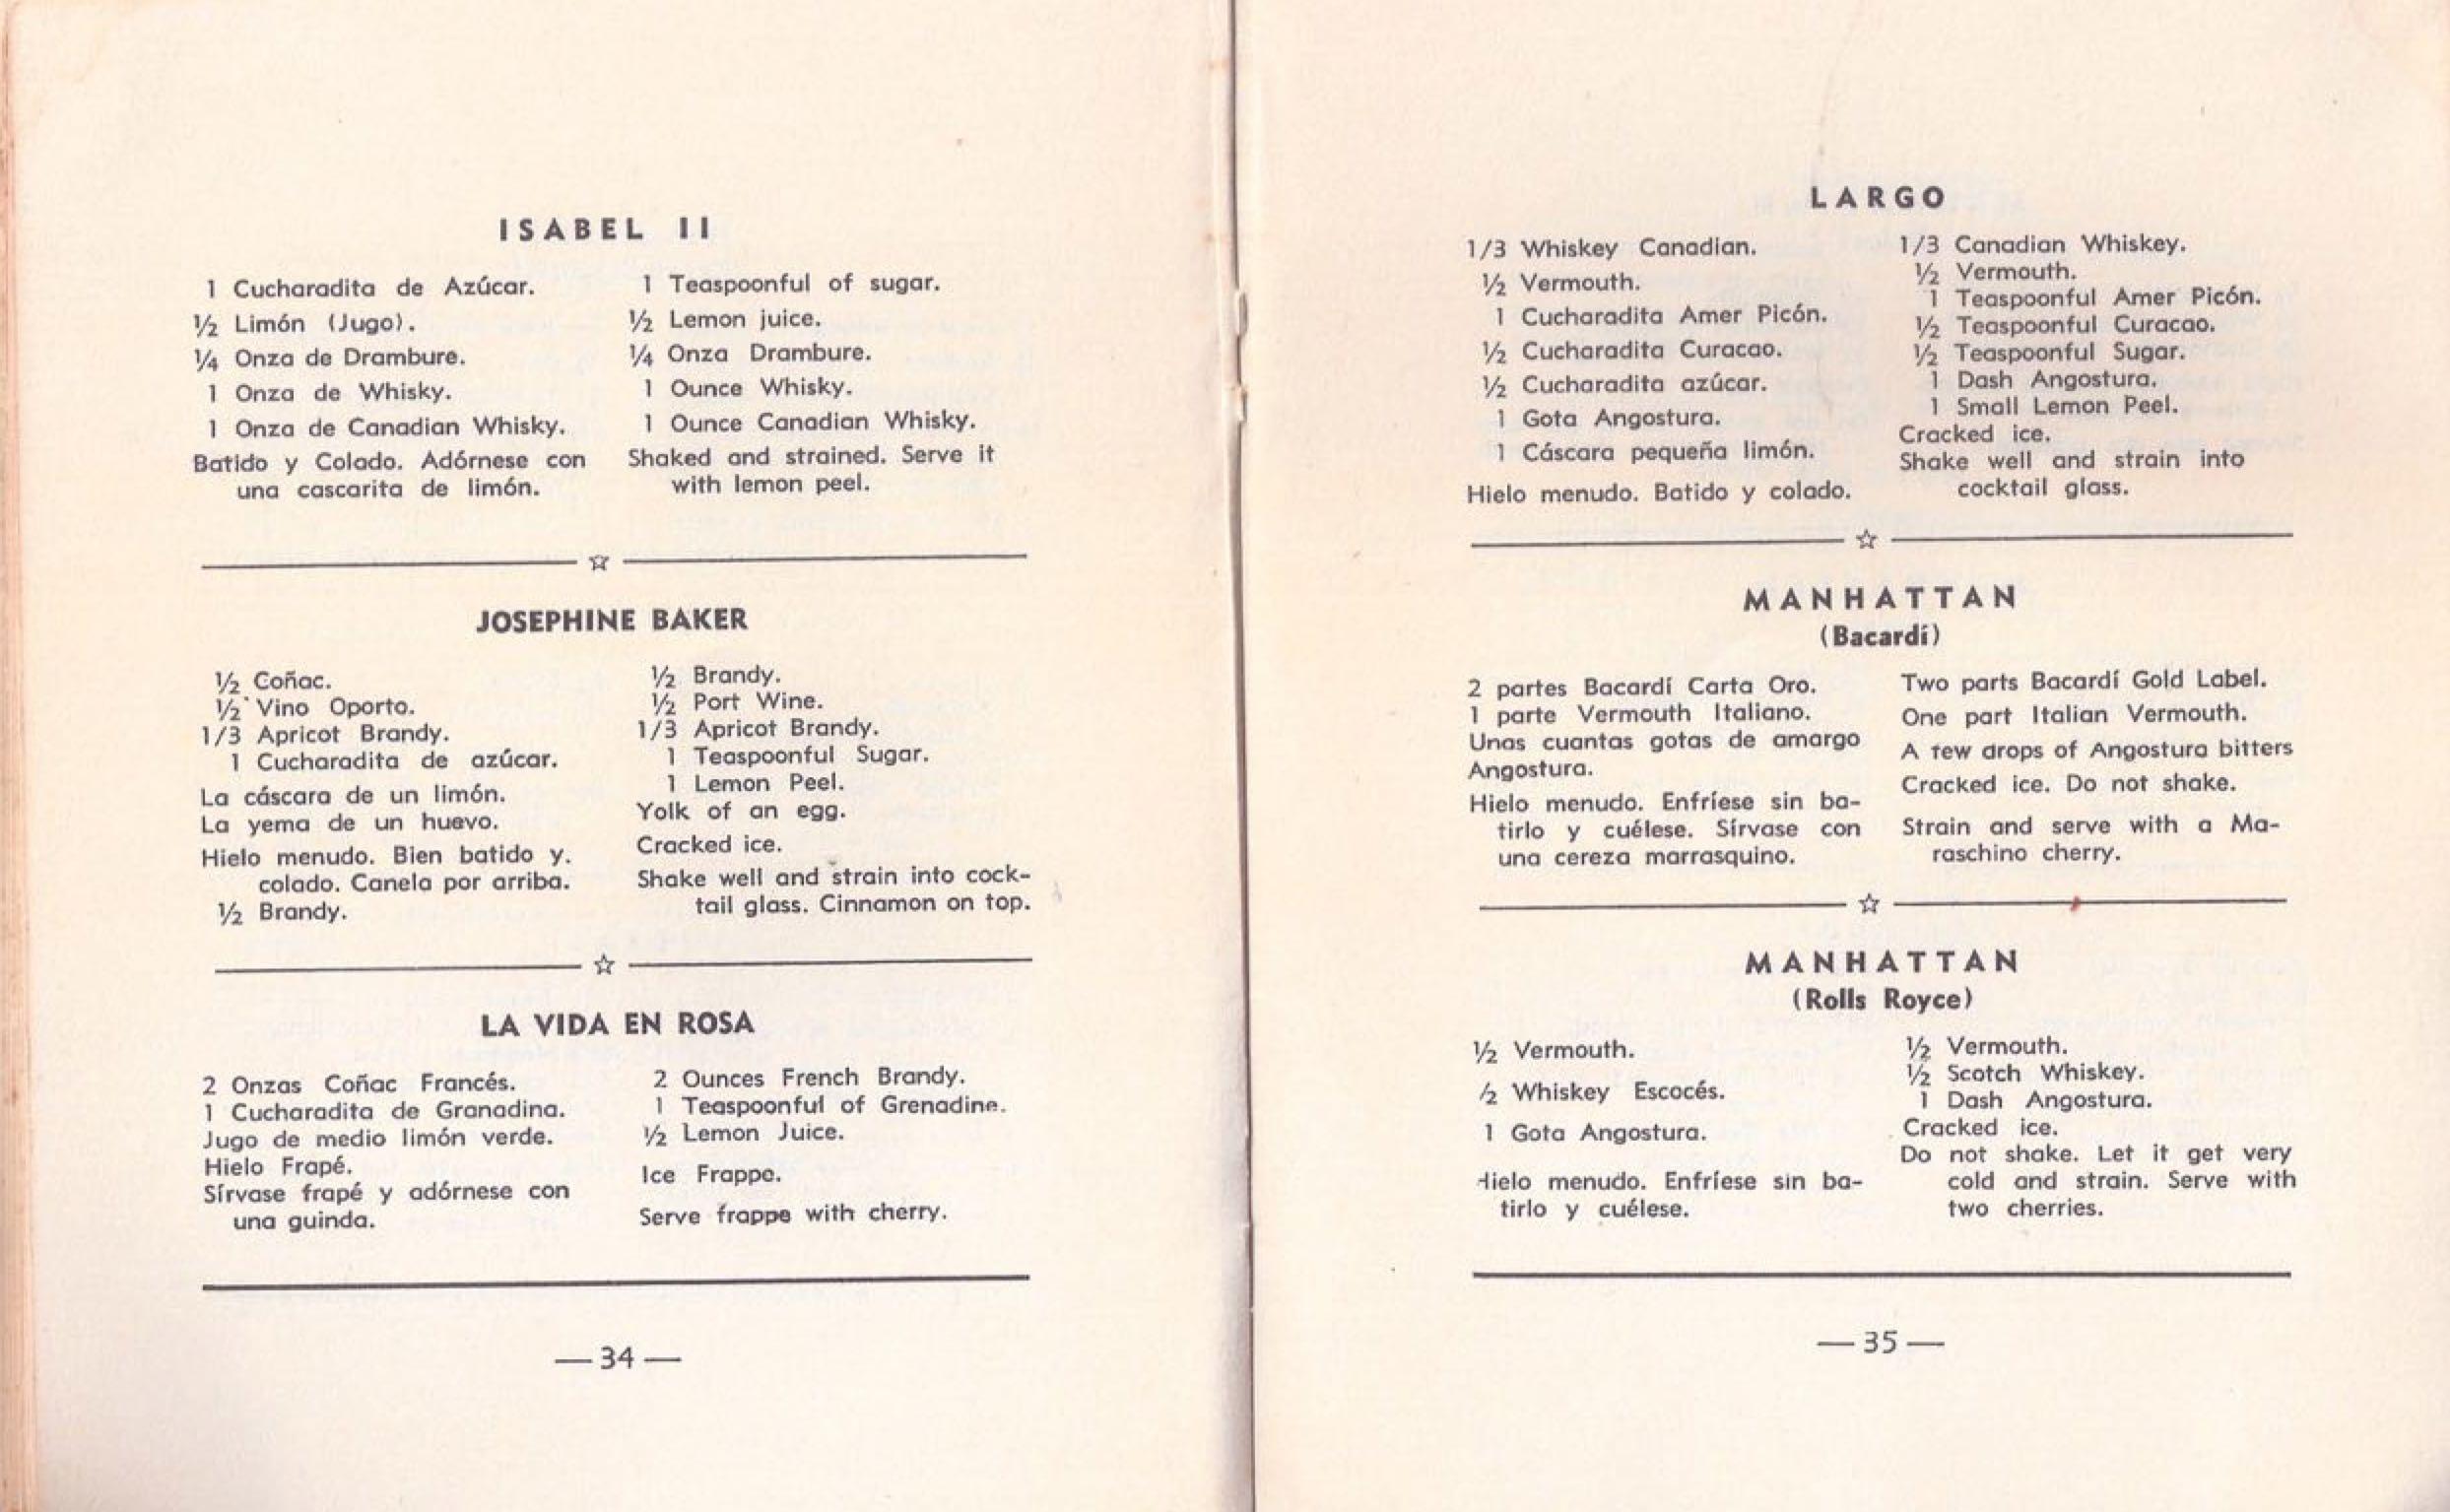 ISABEL II
1 Cucharadita de Azúcar.
½ Limón (Jugo).
¼ Onza de Drambure.
1 Onza de Whisky.
1 Onza de Canadian Whisky.
Batido y Colado. Adórnese con
una cascarita de limón.
1 Teaspoonful of sugar.
½ Lemon juice.
¼ Onza Drambure.
1 Ounce Whisky.
1 Ounce Canadian Whisky.
Shaked and strained. Serve it
with lemon peel.
JOSEPHINE BAKER
½ Coñac.
½ Vino Oporto.
1/3 Apricot Brandy.
1 Cucharadita de azúcar.
La cáscara de un limón.
La yema de un huevo.
Hielo menudo. Bien batido y.
colado. Canela por arriba.
½ Brandy.
½ Brandy.
½ Port Wine.
1/3 Apricot Brandy.
1 Teaspoonful Sugar.
1 Lemon Peel.
Yolk of an egg.
Cracked ice.
Shake well and strain into cock-
tail glass. Cinnamon on top.
LA VIDA EN ROSA
2 Onzas Coñac Francés.
1 Cucharadita de Granadina.
Jugo de medio limón verde.
Hielo Frapé.
Sírvase frapé y adórnese con
una guinda.
2 Ounces French Brandy.
1 Teaspoonful of Grenadine.
½ Lemon Juice.
Ice Frappe.
Serve frappe with cherry.
— 34 —
LARGO
1/3 Whiskey Canadian.
½ Vermouth.
1 Cucharadita Amer Picón.
½ Cucharadita Curacao.
½ Cucharadita azúcar.
1 Gota Angostura.
1 Cáscara pequeña limón.
Hielo menudo. Batido y colado.
1/3 Canadian Whiskey.
½ Vermouth.
1 Teaspoonful Amer Picón.
½ Teaspoonful Curacao.
½ Teaspoonful Sugar.
1 Dash Angostura.
1 Small Lemon Peel.
Cracked ice.
Shake well and strain into
cocktail glass.
MANHATTAN
(Bacardí)
2 partes Bacardí Carta Oro.
1 parte Vermouth Italiano.
Unas cuantas gotas de amargo
Angostura.
Hielo menudo. Enfríese sin ba-
tirlo y cuélese. Sírvase con
una cereza marrasquino.
Two parts Bacardí Gold Label.
One part Italian Vermouth.
A few drops of Angostura bitters
Cracked ice. Do not shake.
Strain and serve with a Ma-
raschino cherry.
MANHATTAN
(Rolls Royce)
½ Vermouth.
½ Whiskey Escocés.
1 Gota Angostura.
Hielo menudo. Enfríese sin ba-
tirlo y cuélese.
½ Vermouth.
½ Scotch Whiskey.
1 Dash Angostura.
Cracked ice.
Do not shake. Let it get very
cold and strain. Serve with
two cherries.
— 35 —